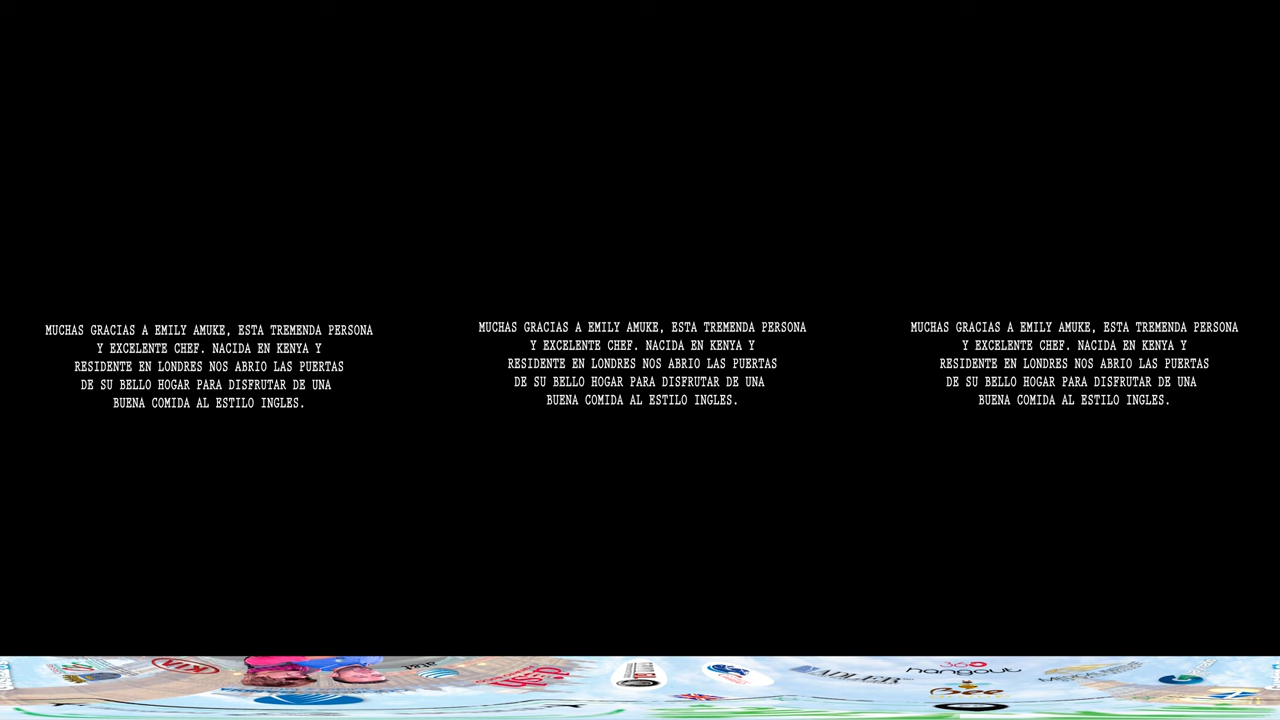 MUCHAS GRACIAS A EMILY AMUKE, ESTA TREMENDA PERSONA
Y EXCELENTE CHEF. NACIDA EN KENYA Y
RESIDENTE EN LONDRES NOS ABRIO LAS PUERTAS
DE SU BELLO HOGAR PARA DISFRUTAR DE UNA
BUENA COMIDA AL ESTILO INGLES.
MUCHAS GRACIAS A EMILY AMUKE, ESTA TREMENDA PERSONA
Y EXCELENTE CHEF. NACIDA EN KENYA Y
RESIDENTE EN LONDRES NOS ABRIO LAS PUERTAS
DE SU BELLO HOGAR PARA DISFRUTAR DE UNA
BUENA COMIDA AL ESTILO INGLES.
MUCHAS GRACIAS A EMILY AMUKE, ESTA TREMENDA PERSONA
Y EXCELENTE CHEF. NACIDA EN KENYA Y
RESIDENTE EN LONDRES NOS ABRIO LAS PUERTAS
DE SU BELLO HOGAR PARA DISFRUTAR DE UNA
BUENA COMIDA AL ESTILO INGLES.
KIA
at&t
ADLER
360
hangout
Bee